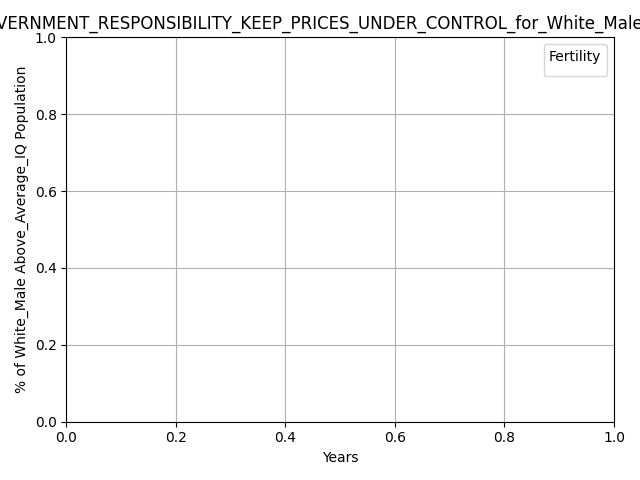 VERNMENT_RESPONSIBILITY_KEEP_PRICES_UNDER_CONTROL_for_White_Male
Fertility
% of White_Male Above_Average_IQ Population
1.0
0.8
0.6
0.4
0.2
0.0
0.0 0.2 0.4 0.6 0.8 1.0
Years